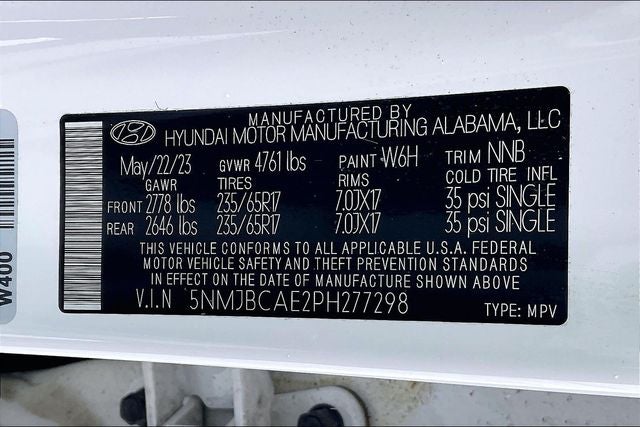 MANUFACTURED BY
HYUNDAI MOTOR MANUFACTURING ALABAMA, LLC
May/22/23 GVWR 4761 lbs PAINT W6H TRIM NNB
GAWR TIRES RIMS COLD TIRE INFL
FRONT 2778 lbs 235/65R17 7.0JX17 35 psi SINGLE
REAR 2646 lbs 235/65R17 7.0JX17 35 psi SINGLE
THIS VEHICLE CONFORMS TO ALL APPLICABLE U.S.A. FEDERAL
MOTOR VEHICLE SAFETY AND THEFT PREVENTION STANDARDS
IN EFFECT ON THE DATE OF MANUFACTURE SHOWN ABOVE
V.I.N 5NMJBCAE2PH277298 TYPE: MPV
W400